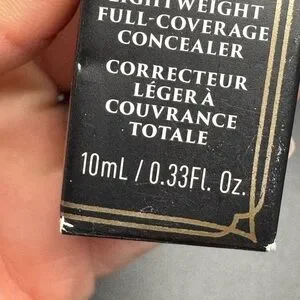 LIGHTWEIGHT
FULL-COVERAGE
CONCEALER
CORRECTEUR
LÉGER À
COUVRANCE
TOTALE
10mL / 0.33Fl. Oz.